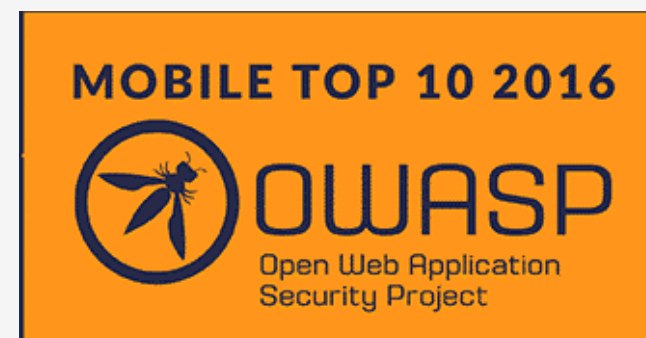 MOBILE TOP 10 2016
OWASP
Open Web Application
Security Project